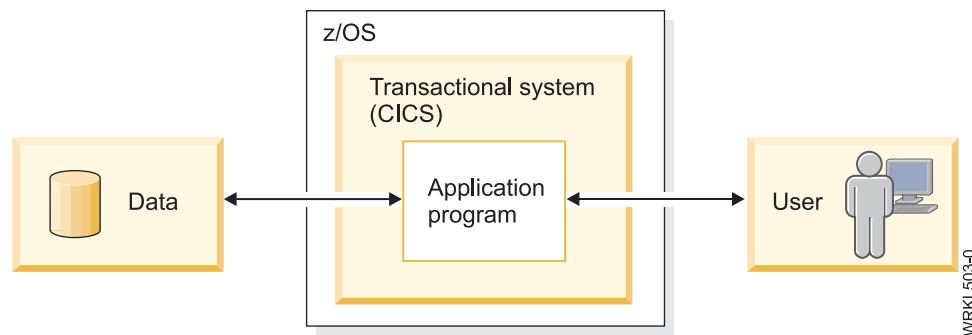 z/OS
Transactional system
(CICS)
Data
Application
program
User
WRKL503-0